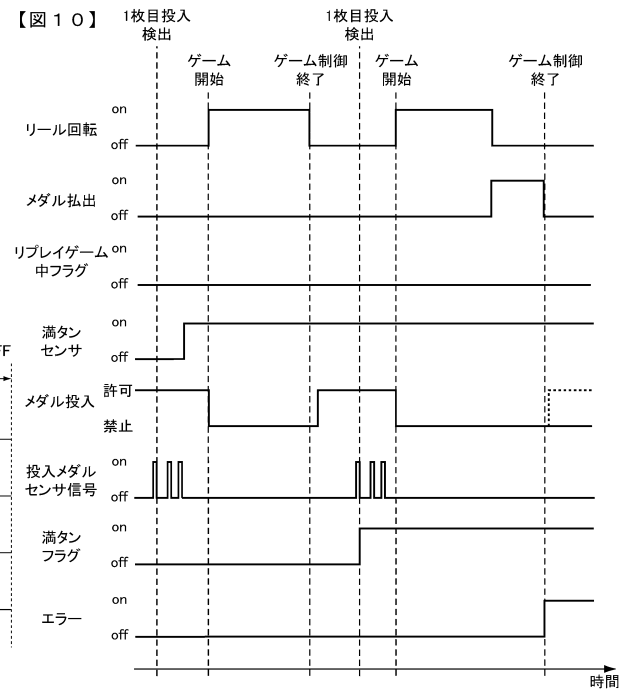 【図１０】
1枚目投入
検出
1枚目投入
検出
ゲーム
開始
ゲーム制御
終了
ゲーム
開始
ゲーム制御
終了
リール回転
on
off
メダル払出
on
off
リプレイゲーム
中フラグ
on
off
満タン
センサ
on
off
メダル投入
許可
禁止
投入メダル
センサ信号
on
off
満タン
フラグ
on
off
エラー
on
off
時間